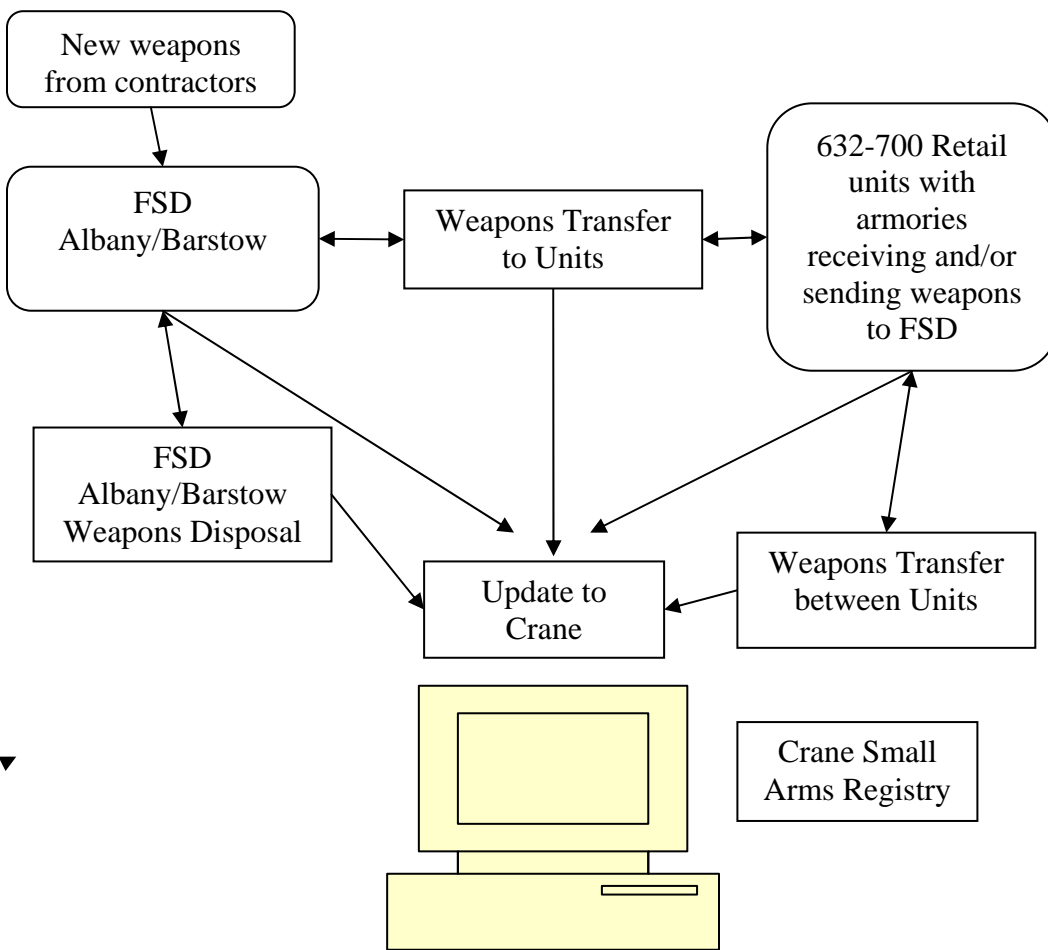 New weapons
from contractors
FSD
Albany/Barstow
Weapons Transfer
to Units
632-700 Retail
units with
armories
receiving and/or
sending weapons
to FSD
FSD
Albany/Barstow
Weapons Disposal
Update to
Crane
Weapons Transfer
between Units
Crane Small
Arms Registry